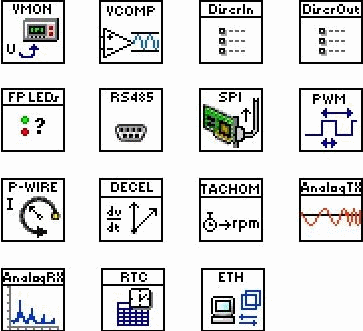 VMON
VCOMP
DiscrIn
DiscrOut
U
FP LEDs
RS485
SPI
PWM
?
P-WIRE
DECEL
TACHOM
AnalogTX
I
dv
dt
→rpm
AnalogRX
RTC
ETH